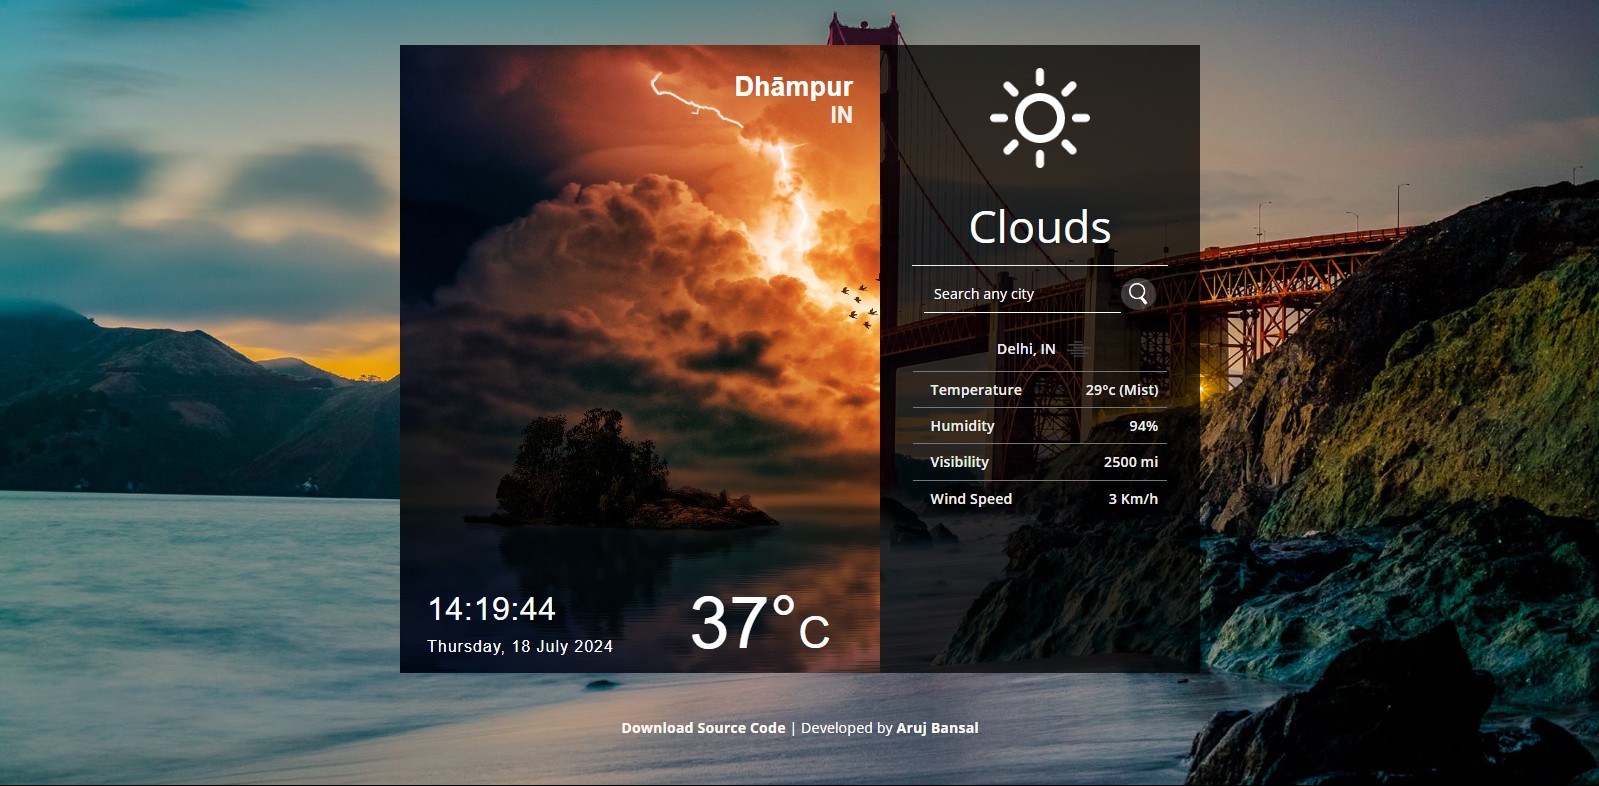 Dhāmpur
IN
14:19:44
Thursday, 18 July 2024
37°C
Clouds
Search any city
Delhi, IN
Temperature 29°c (Mist)
Humidity 94%
Visibility 2500 mi
Wind Speed 3 Km/h
Download Source Code | Developed by Aruj Bansal